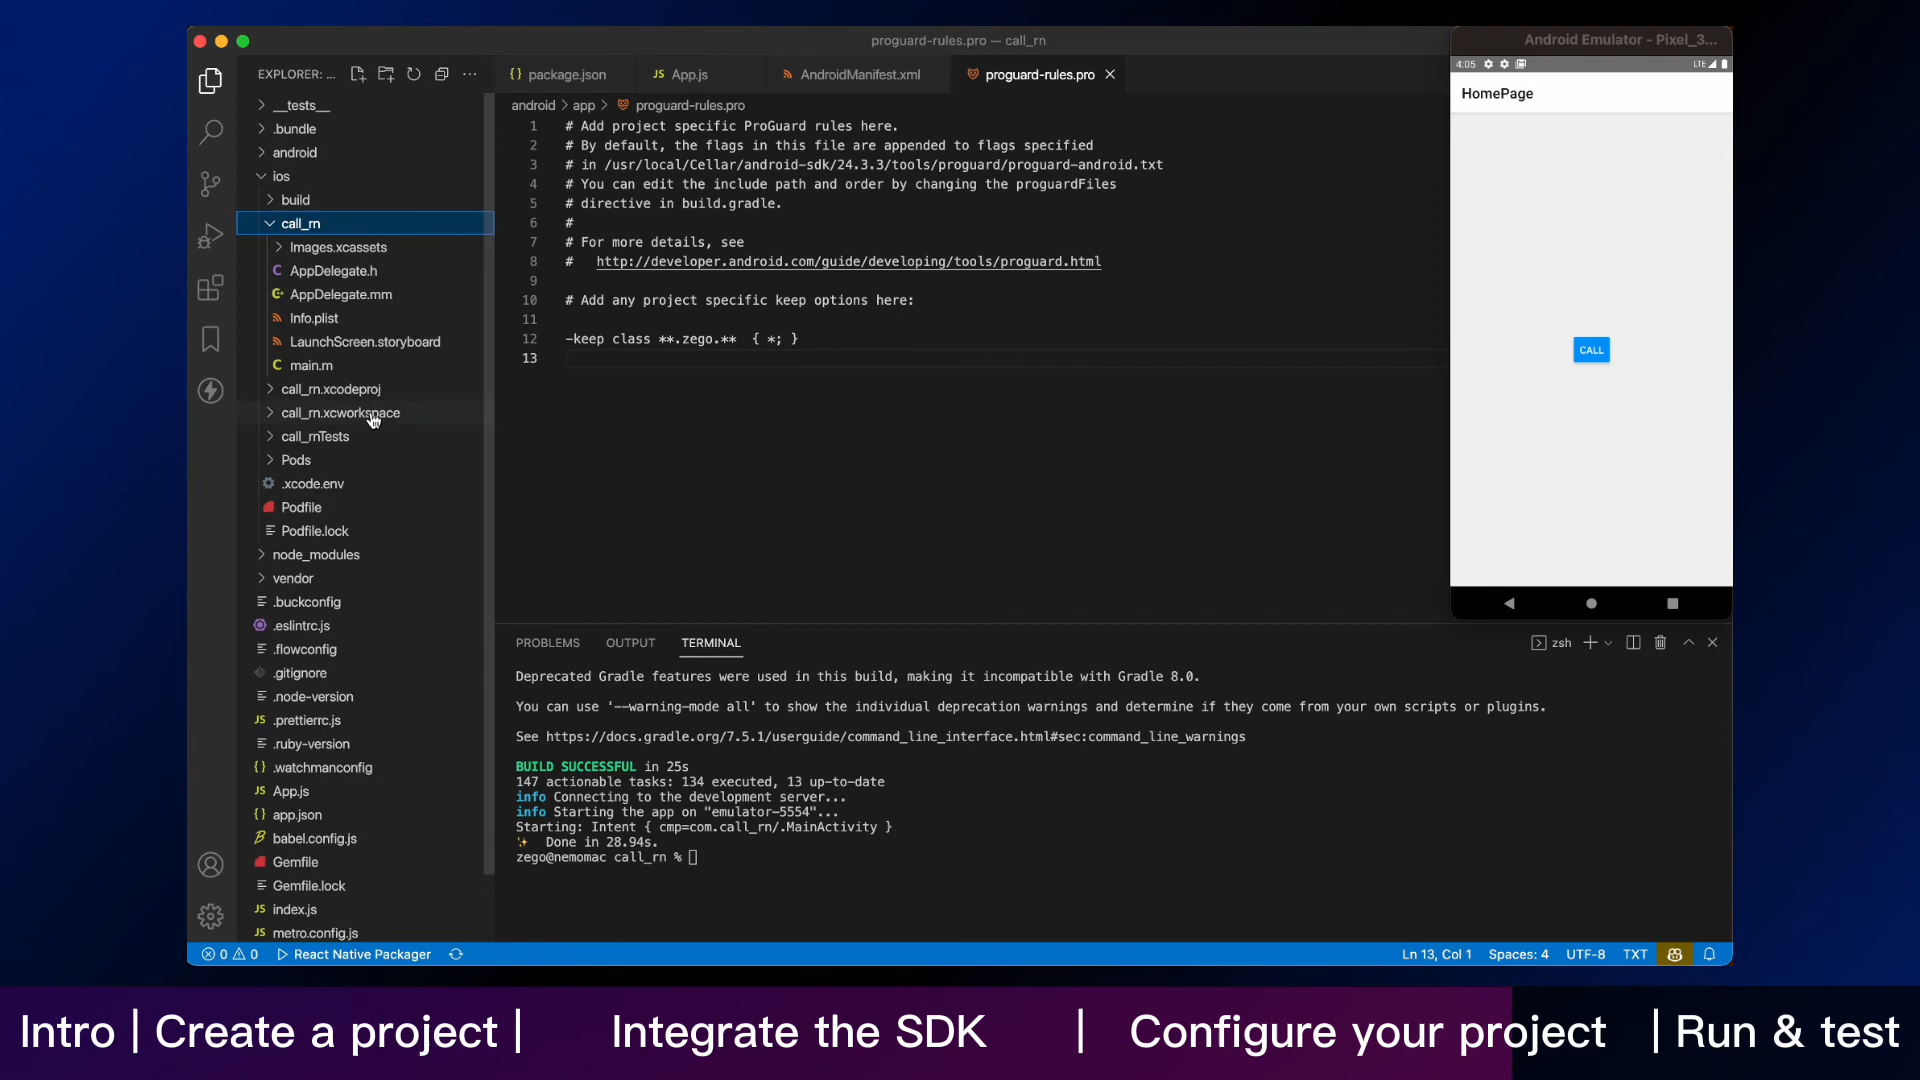 proguard-rules.pro — call_rn
Android Emulator - Pixel_3...
EXPLORER: ...
package.json
App.js
AndroidManifest.xml
proguard-rules.pro
android > app > proguard-rules.pro
__tests__
.bundle
android
ios
build
call_rn
Images.xcassets
AppDelegate.h
AppDelegate.mm
Info.plist
LaunchScreen.storyboard
main.m
call_rn.xcodeproj
call_rn.xcworkspace
call_rnTests
Pods
.xcode.env
Podfile
Podfile.lock
node_modules
vendor
.buckconfig
.eslintrc.js
.flowconfig
.gitignore
.node-version
.prettierrc.js
.ruby-version
.watchmanconfig
App.js
app.json
babel.config.js
Gemfile
Gemfile.lock
index.js
metro.config.js
1 # Add project specific ProGuard rules here.
2 # By default, the flags in this file are appended to flags specified
3 # in /usr/local/Cellar/android-sdk/24.3.3/tools/proguard/proguard-android.txt
4 # You can edit the include path and order by changing the proguardFiles
5 # directive in build.gradle.
6 #
7 # For more details, see
8 #   http://developer.android.com/guide/developing/tools/proguard.html
9
10 # Add any project specific keep options here:
11
12 -keep class **.zego.**  { *; }
13
4:05 LTE
HomePage
CALL
PROBLEMS OUTPUT TERMINAL
zsh
Deprecated Gradle features were used in this build, making it incompatible with Gradle 8.0.
You can use '--warning-mode all' to show the individual deprecation warnings and determine if they come from your own scripts or plugins.
See https://docs.gradle.org/7.5.1/userguide/command_line_interface.html#sec:command_line_warnings
BUILD SUCCESSFUL in 25s
147 actionable tasks: 134 executed, 13 up-to-date
info Connecting to the development server...
info Starting the app on "emulator-5554"...
Starting: Intent { cmp=com.call_rn/.MainActivity }
✨  Done in 28.94s.
zego@nemomac call_rn %
0 0 React Native Packager
Ln 13, Col 1 Spaces: 4 UTF-8 TXT
Intro | Create a project | Integrate the SDK | Configure your project | Run & test